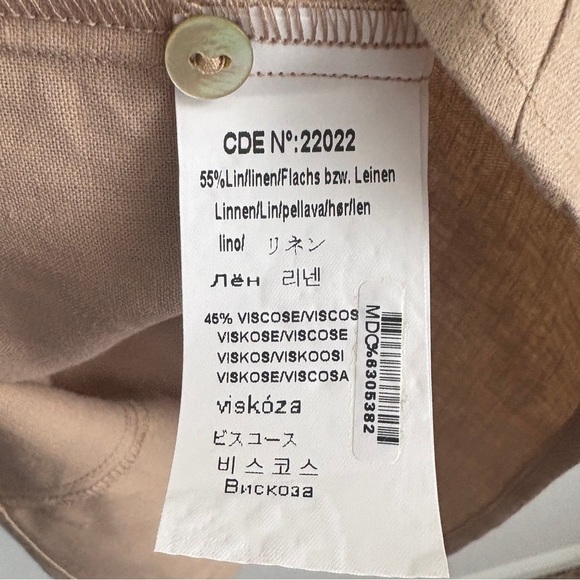 CDE N°:22022
55%Lin/linen/Flachs bzw. Leinen
Linnen/Lin/pellava/hør/len
lino/ リネン
Лён 리넨
45% VISCOSE/VISCOS
VISKOSE/VISCOSE
VISKOS/VISKOOSI
VISKOSE/VISCOSA
viskóza
ビスコース
비스코스
Вискоза
MDC%6305382